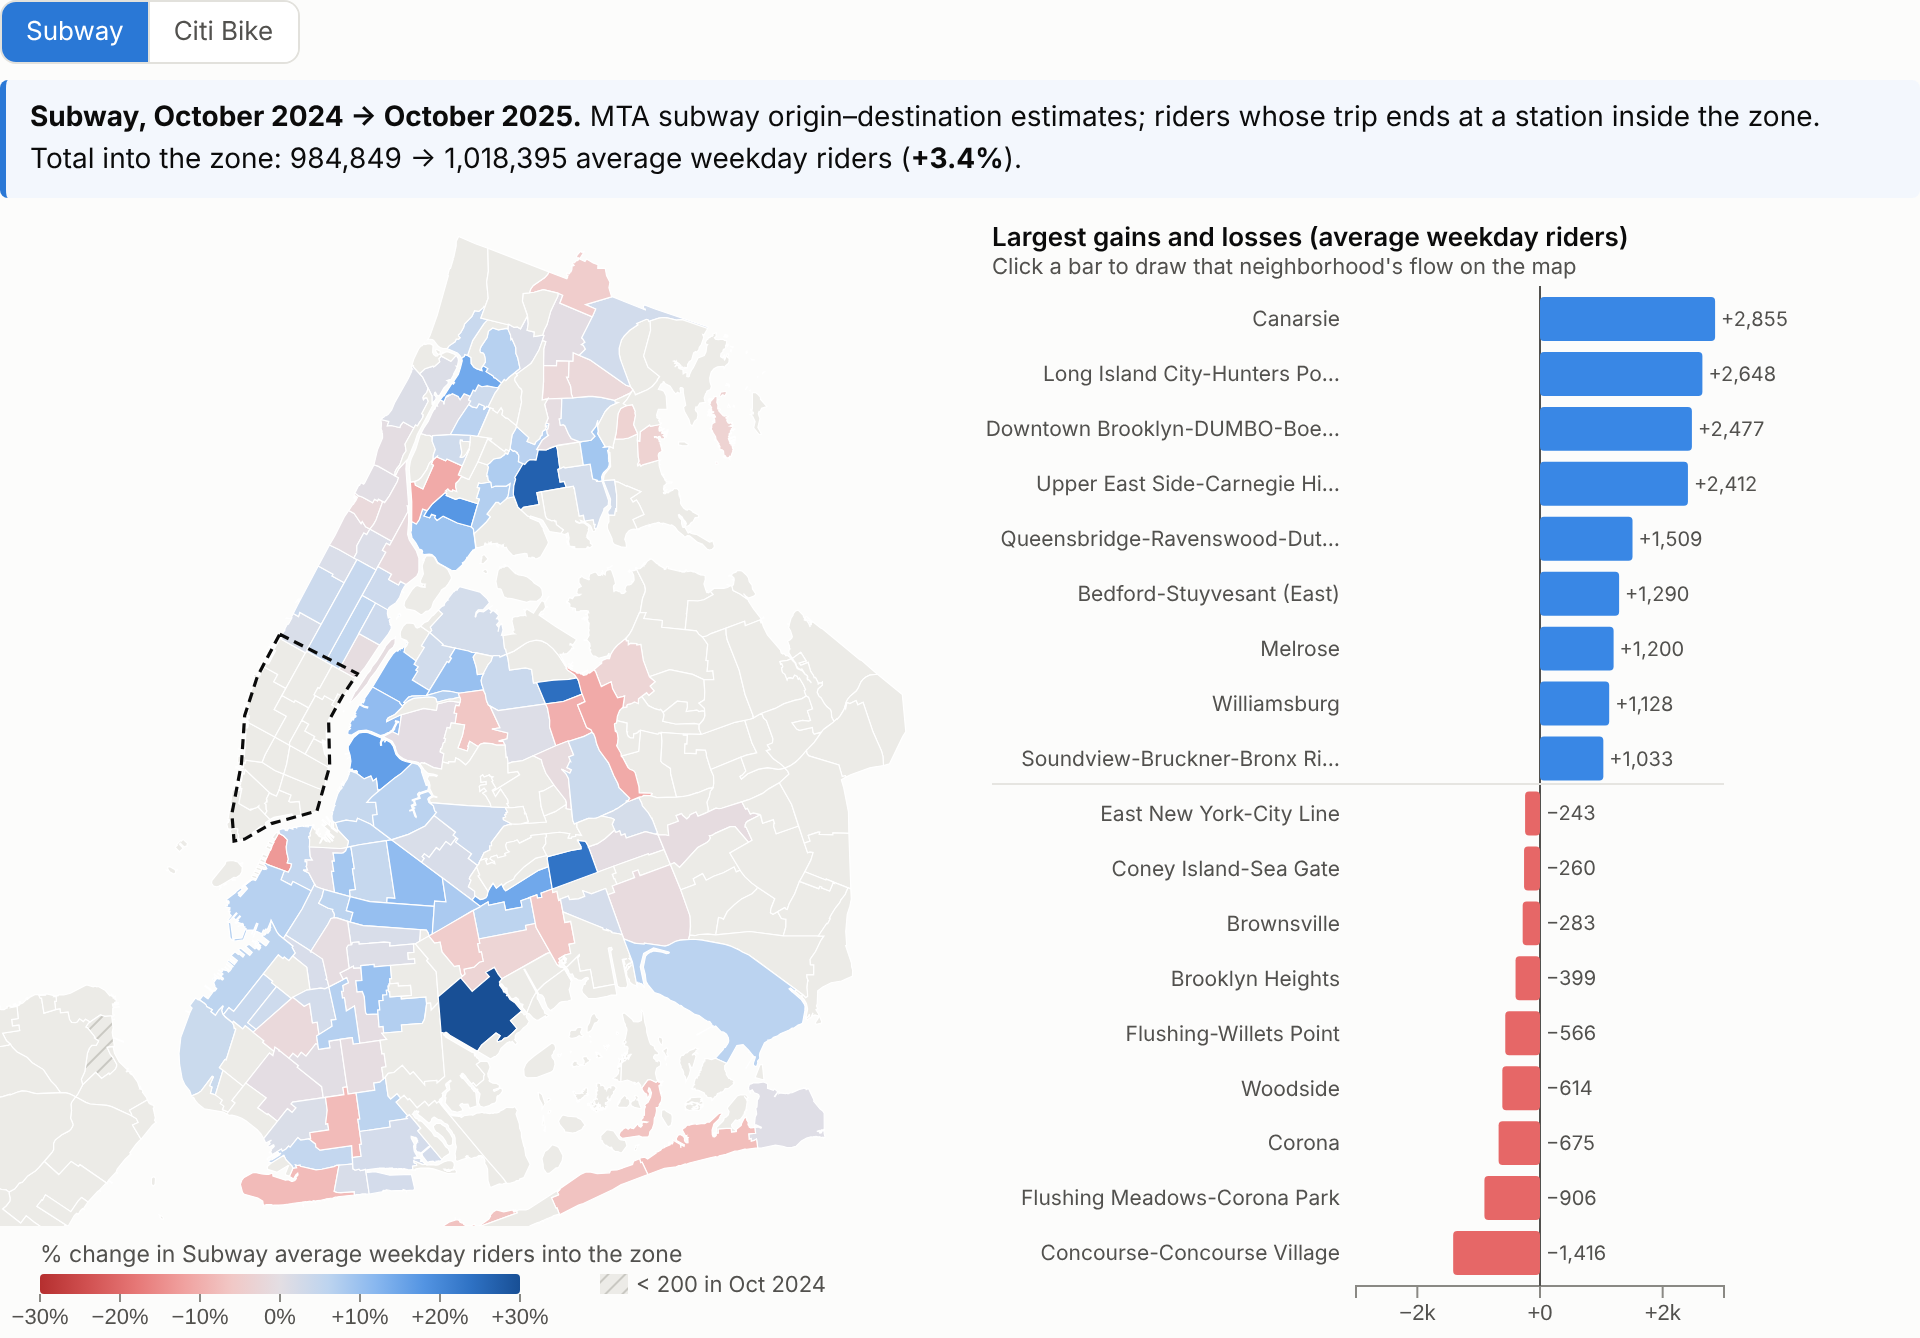 Subway
Citi Bike
Subway, October 2024 → October 2025. MTA subway origin–destination estimates; riders whose trip ends at a station inside the zone.
Total into the zone: 984,849 → 1,018,395 average weekday riders (+3.4%).
Largest gains and losses (average weekday riders)
Click a bar to draw that neighborhood's flow on the map
Canarsie +2,855
Long Island City-Hunters Po... +2,648
Downtown Brooklyn-DUMBO-Boe... +2,477
Upper East Side-Carnegie Hi... +2,412
Queensbridge-Ravenswood-Dut... +1,509
Bedford-Stuyvesant (East) +1,290
Melrose +1,200
Williamsburg +1,128
Soundview-Bruckner-Bronx Ri... +1,033
East New York-City Line −243
Coney Island-Sea Gate −260
Brownsville −283
Brooklyn Heights −399
Flushing-Willets Point −566
Woodside −614
Corona −675
Flushing Meadows-Corona Park −906
Concourse-Concourse Village −1,416
−2k +0 +2k
% change in Subway average weekday riders into the zone
< 200 in Oct 2024
−30% −20% −10% 0% +10% +20% +30%